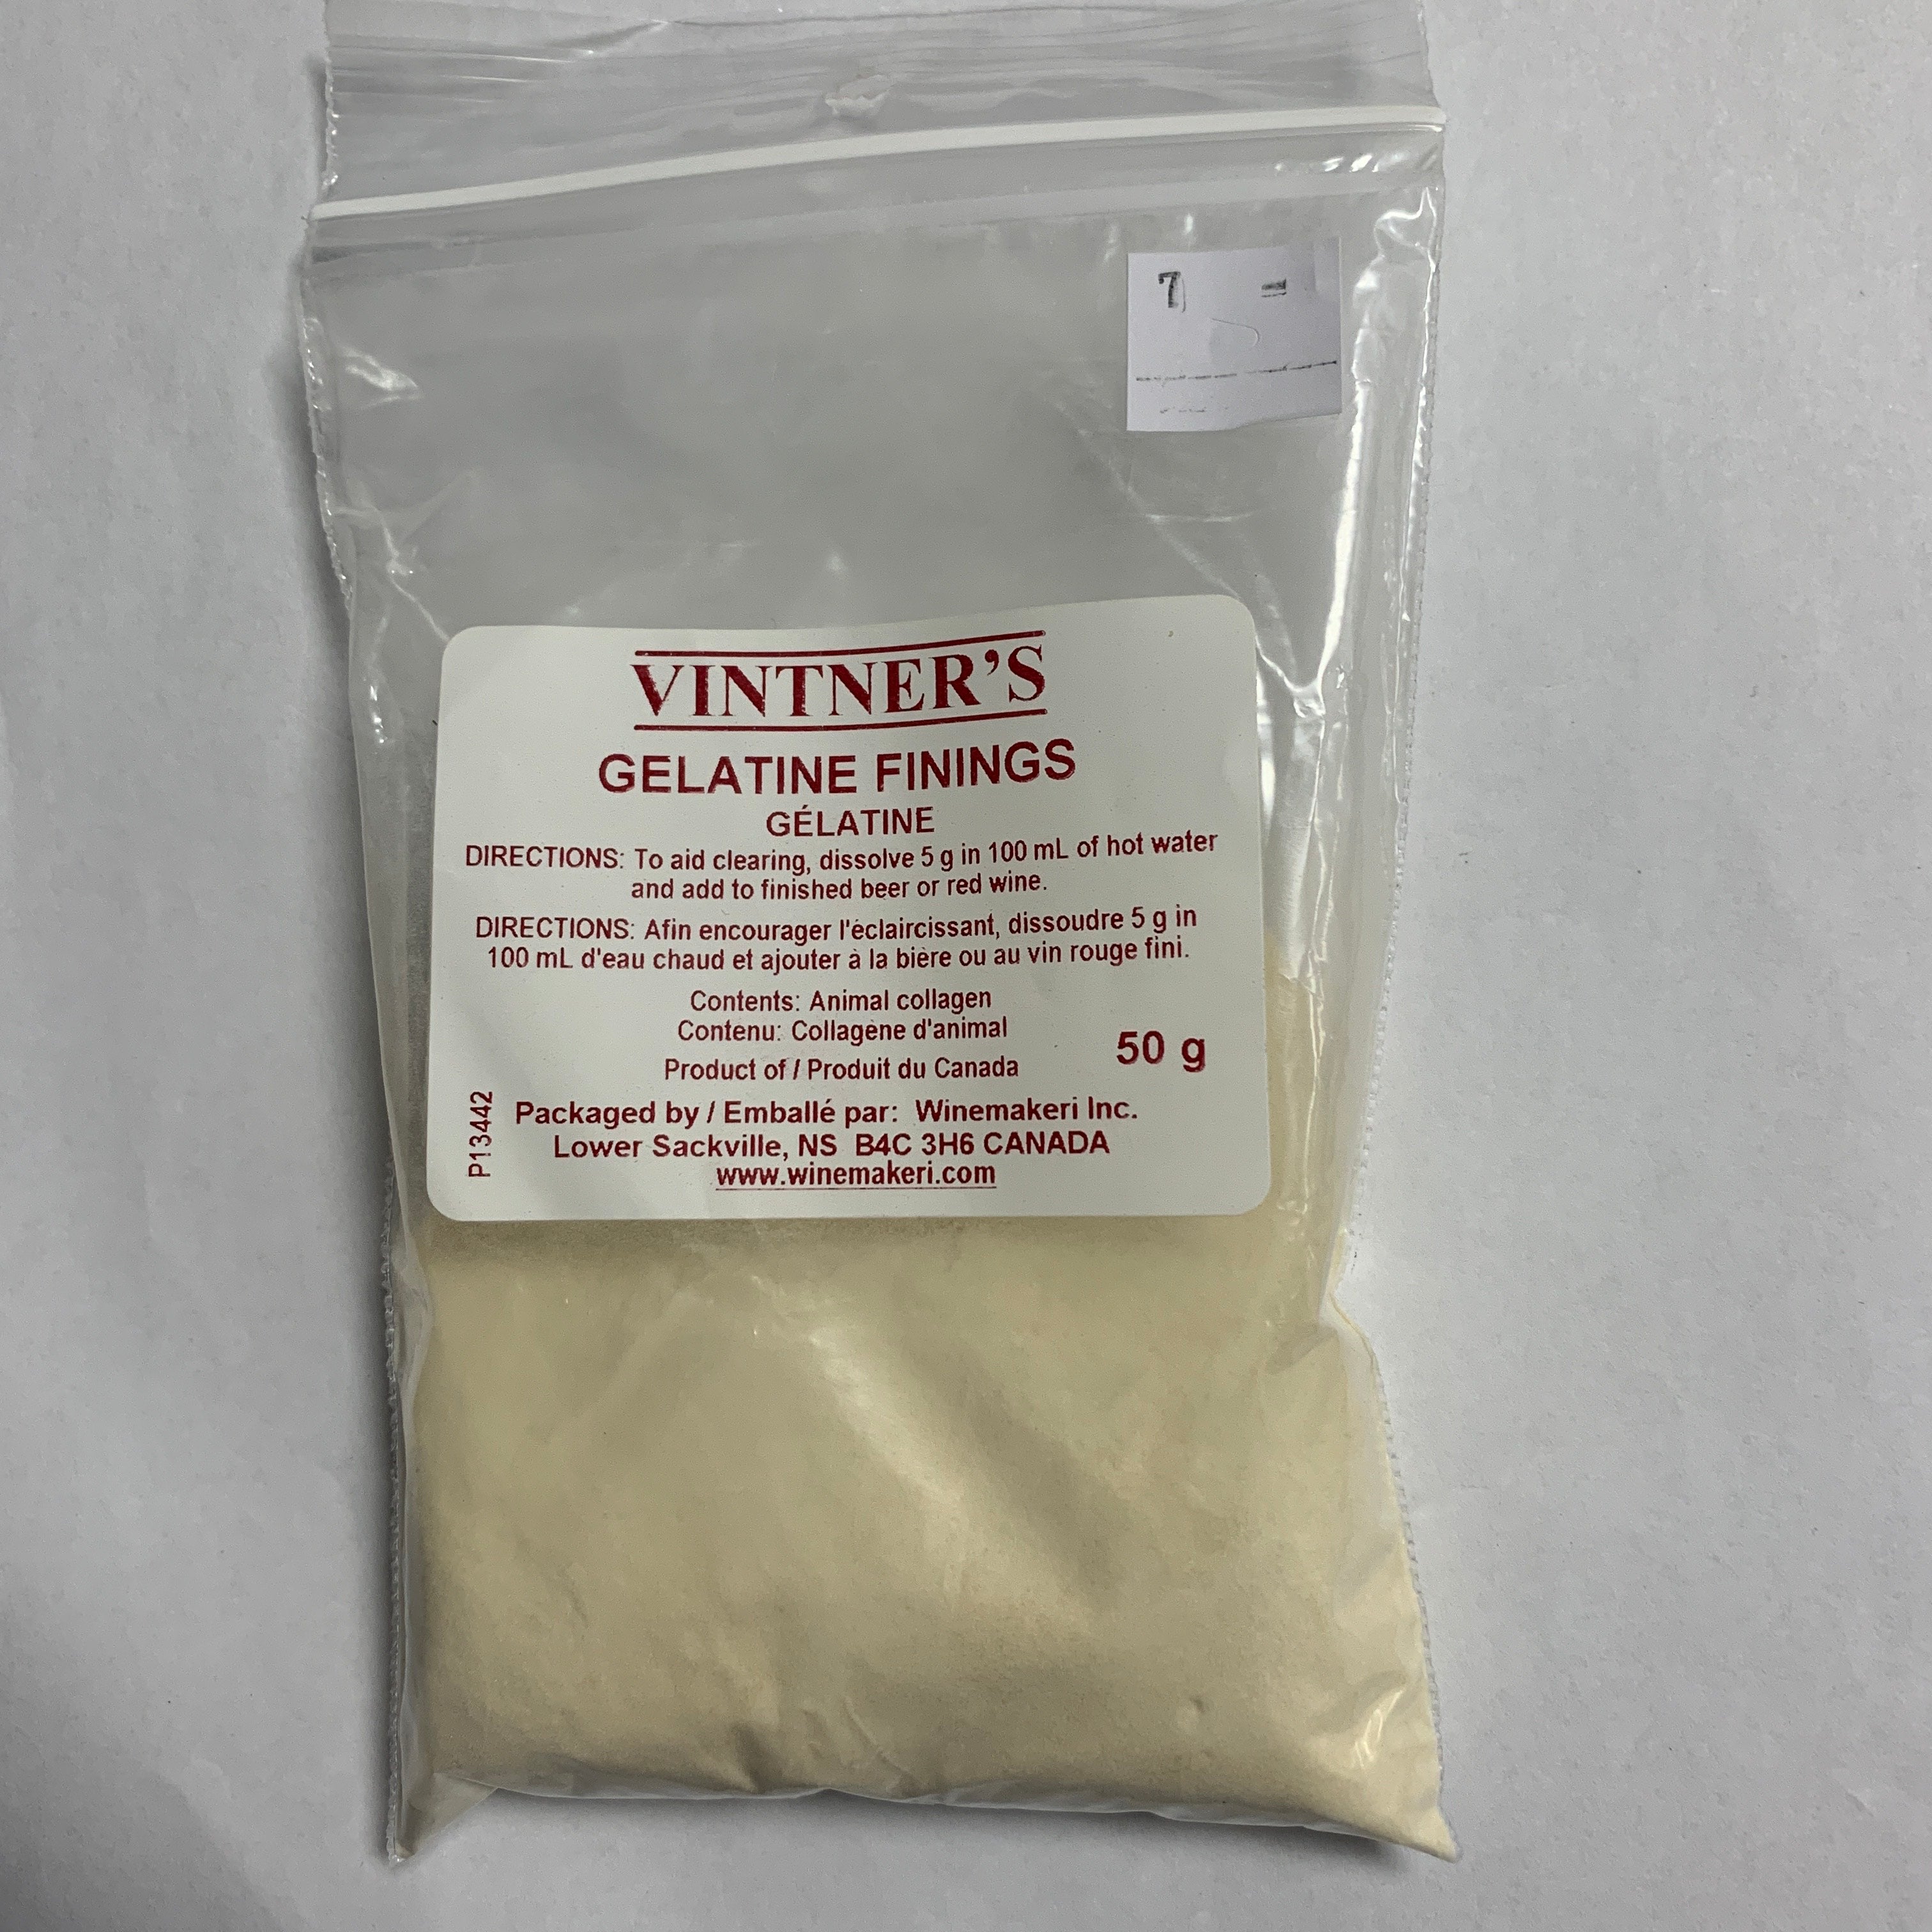 7
VINTNER'S
GELATINE FININGS
GÉLATINE
DIRECTIONS: To aid clearing, dissolve 5 g in 100 mL of hot water
and add to finished beer or red wine.
DIRECTIONS: Afin encourager l'éclaircissant, dissoudre 5 g in
100 mL d'eau chaud et ajouter à la bière ou au vin rouge fini.
Contents: Animal collagen
Contenu: Collagène d'animal
50 g
Product of / Produit du Canada
P13442
Packaged by / Emballé par: Winemakeri Inc.
Lower Sackville, NS B4C 3H6 CANADA
www.winemakeri.com